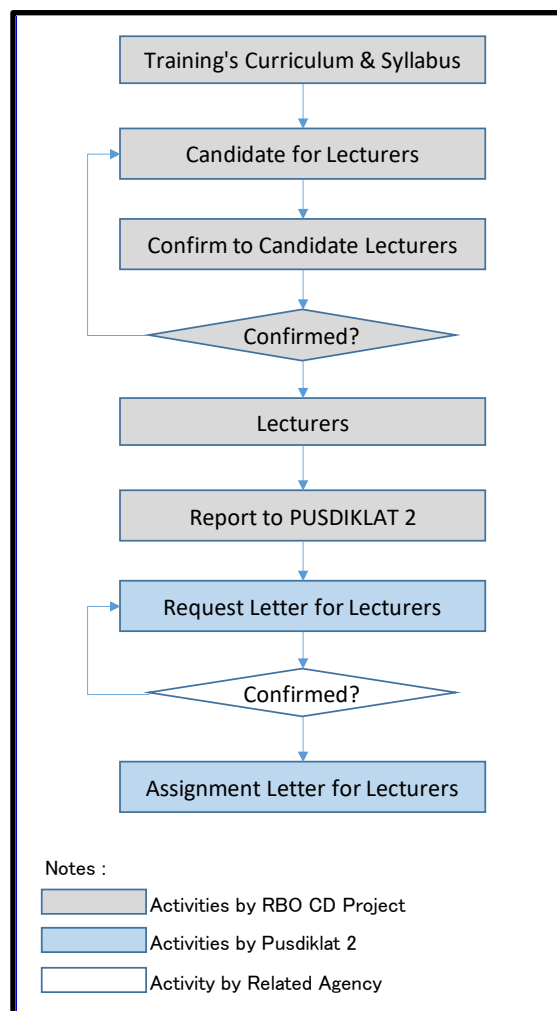 Training's Curriculum & Syllabus
Candidate for Lecturers
Confirm to Candidate Lecturers
Confirmed?
Lecturers
Report to PUSDIKLAT 2
Request Letter for Lecturers
Confirmed?
Assignment Letter for Lecturers
Notes :
Activities by RBO CD Project
Activities by Pusdiklat 2
Activity by Related Agency